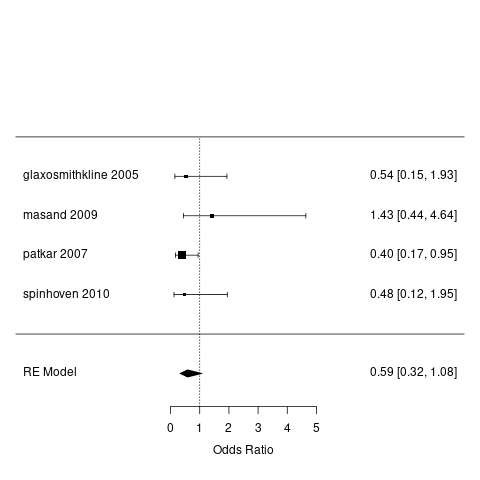 glaxosmithkline 2005 0.54 [0.15, 1.93]
masand 2009 1.43 [0.44, 4.64]
patkar 2007 0.40 [0.17, 0.95]
spinhoven 2010 0.48 [0.12, 1.95]
RE Model 0.59 [0.32, 1.08]
0 1 2 3 4 5
Odds Ratio